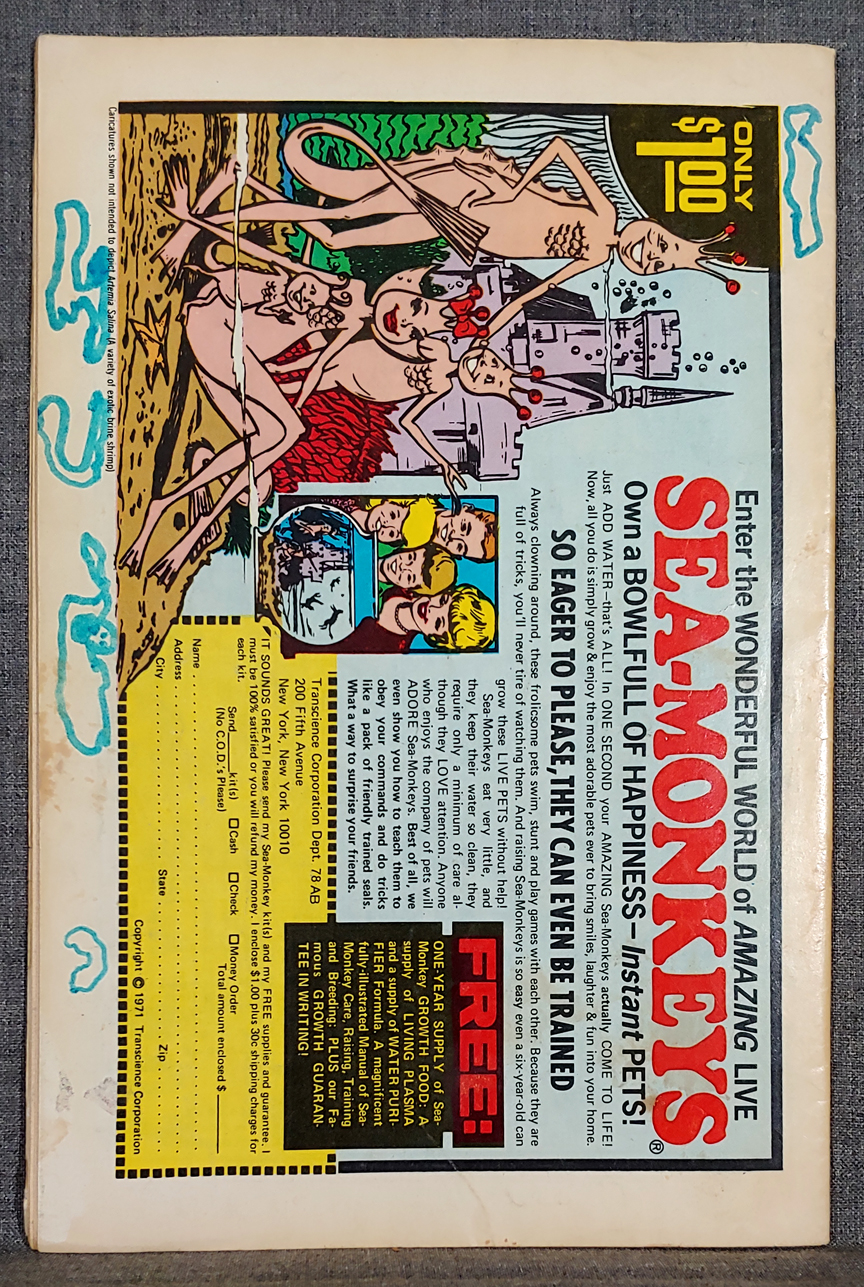 ONLY
$1.00
Enter the WONDERFUL WORLD of AMAZING LIVE
SEA-MONKEYS®
Own a BOWLFULL OF HAPPINESS—Instant PETS!
Just ADD WATER—that's ALL! In ONE SECOND your AMAZING Sea-Monkeys actually COME TO LIFE!
Now, all you do is simply grow & enjoy the most adorable pets ever to bring smiles, laughter & fun into your home.
SO EAGER TO PLEASE, THEY CAN EVEN BE TRAINED
Always clowning around, these frolicsome pets swim, stunt and play games with each other. Because they are
full of tricks, you'll never tire of watching them. And raising Sea-Monkeys is so easy even a six-year-old can
grow these LIVE PETS without help!
Sea-Monkeys eat very little, and
they keep their water so clean, they
require only a minimum of care al-
though they LOVE attention. Anyone
who enjoys the company of pets will
ADORE Sea-Monkeys. Best of all, we
even show you how to teach them to
obey your commands and do tricks
like a pack of friendly trained seals.
What a way to surprise your friends.
FREE!
ONE-YEAR SUPPLY of Sea-
Monkey GROWTH FOOD: A
supply of LIVING PLASMA
and a supply of WATER PURI-
FIER Formula. A magnificent
fully-illustrated Manual of Sea-
Monkey Care, Raising, Training
and Breeding; PLUS our Fa-
mous GROWTH GUARAN-
TEE IN WRITING!
Transcience Corporation Dept. 78 AB
200 Fifth Avenue
New York, New York 10010
IT SOUNDS GREAT! Please send my Sea-Monkey kit(s) and my FREE supplies and guarantee. I
must be 100% satisfied or you will refund my money. I enclose $1.00 plus 30c shipping charges for
each kit.
Send____kit(s) □Cash □Check □Money Order
(No C.O.D.'s Please) Total amount enclosed $____
Name
Address
City State Zip
Copyright © 1971 Transcience Corporation
Caricatures shown not intended to depict Artemia Salina (A variety of exotic brine shrimp)